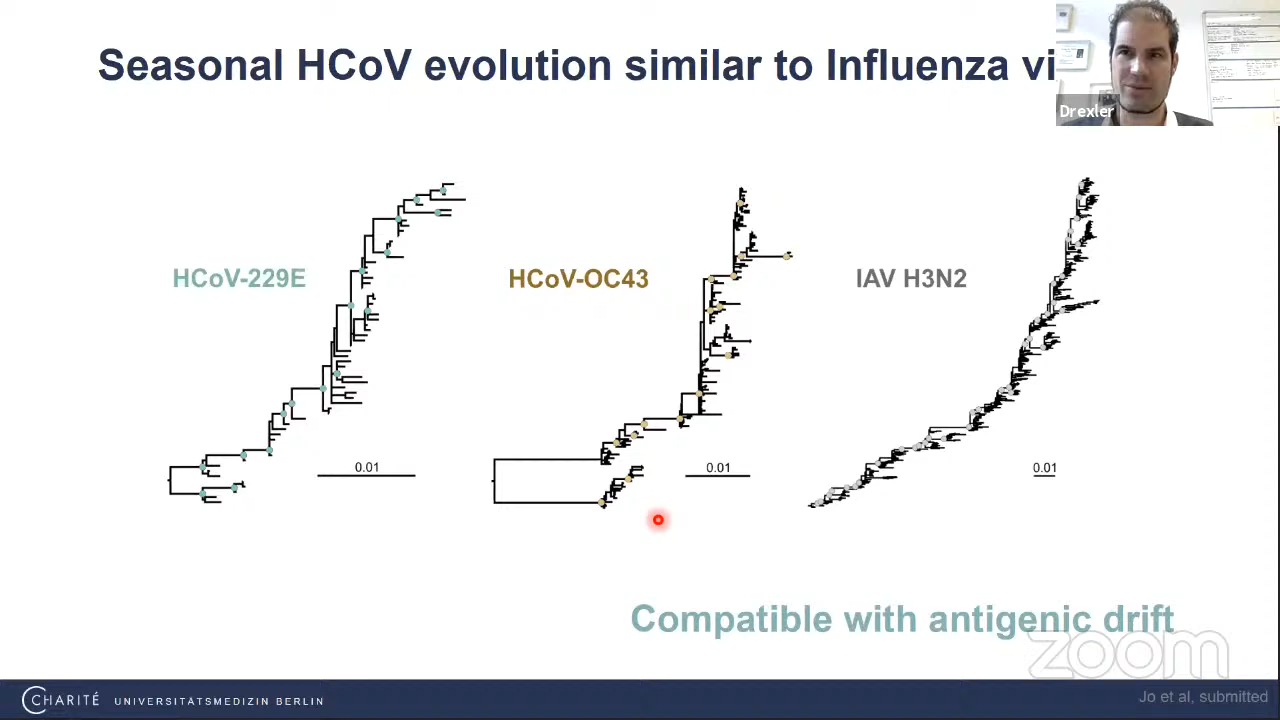 Seasonal HCoV evolution similar to Influenza vi
Drexler
HCoV-229E
HCoV-OC43
IAV H3N2
0.01
0.01
0.01
Compatible with antigenic drift
zoom
CHARITÉ UNIVERSITÄTSMEDIZIN BERLIN
Jo et al, submitted